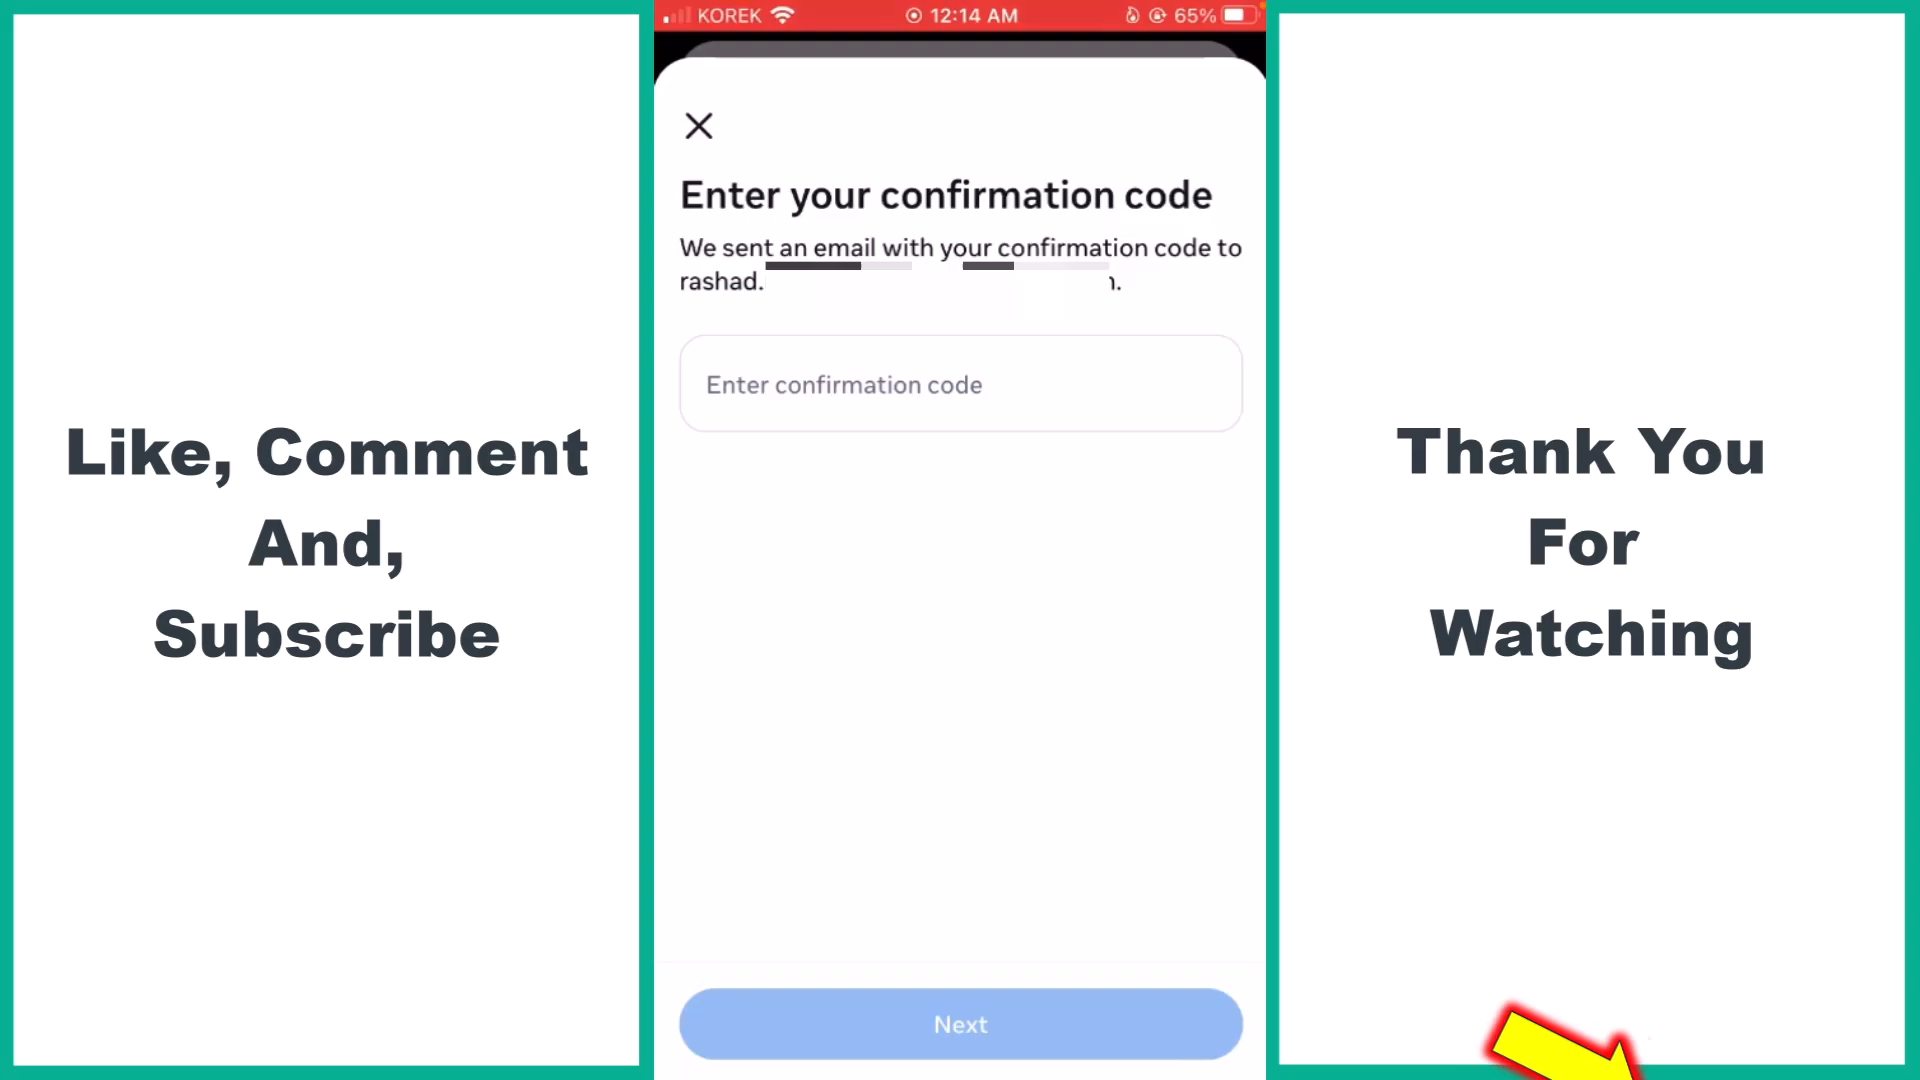 Like, Comment
And,
Subscribe
KOREK 12:14 AM 65%
Enter your confirmation code
We sent an email with your confirmation code to
rashad.
Enter confirmation code
Next
Thank You
For
Watching